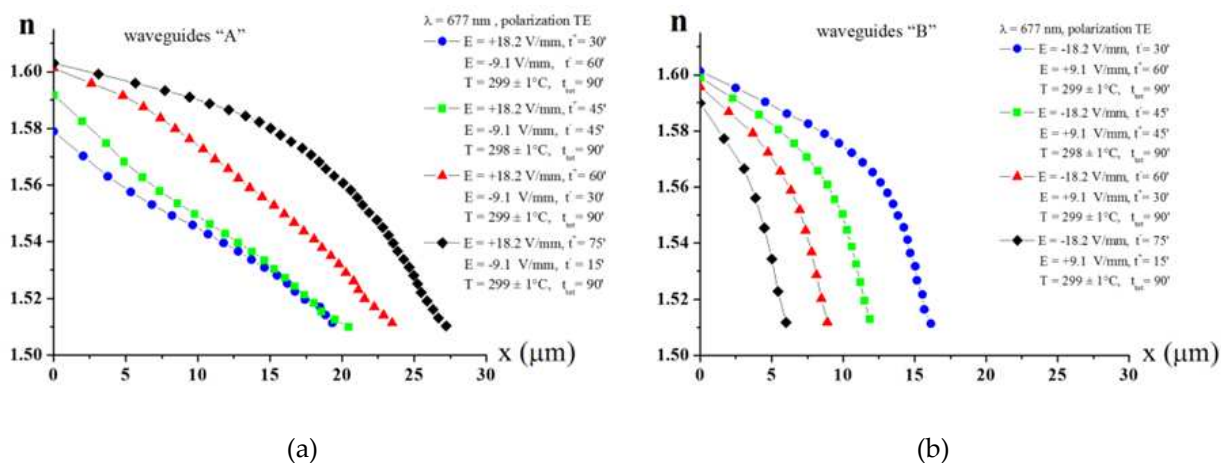 n
waveguides “A”
λ = 677 nm , polarization TE
E = +18.2 V/mm, t⁺= 30'
E = -9.1 V/mm, t⁻= 60'
T = 299 ± 1°C, t_tot= 90'
E = +18.2 V/mm, t⁺= 45'
E = -9.1 V/mm, t⁻= 45'
T = 298 ± 1°C, t_tot= 90'
E = +18.2 V/mm, t⁺= 60'
E = -9.1 V/mm, t⁻= 30'
T = 299 ± 1°C, t_tot= 90'
E = +18.2 V/mm, t⁺= 75'
E = -9.1 V/mm, t⁻= 15'
T = 299 ± 1°C, t_tot= 90'
1.60
1.58
1.56
1.54
1.52
1.50
0 5 10 15 20 25 30
x (μm)
(a)
n
waveguides “B”
λ = 677 nm, polarization TE
E = -18.2 V/mm, t⁻= 30'
E = +9.1 V/mm, t⁺= 60'
T = 299 ± 1°C, t_tot= 90'
E = -18.2 V/mm, t⁻= 45'
E = +9.1 V/mm, t⁺= 45'
T = 298 ± 1°C, t_tot= 90'
E = -18.2 V/mm, t⁻= 60'
E = +9.1 V/mm, t⁺= 30'
T = 299 ± 1°C, t_tot= 90'
E = -18.2 V/mm, t⁻= 75'
E = +9.1 V/mm, t⁺= 15'
T = 299 ± 1°C, t_tot= 90'
1.60
1.58
1.56
1.54
1.52
1.50
0 5 10 15 20 25 30
x (μm)
(b)